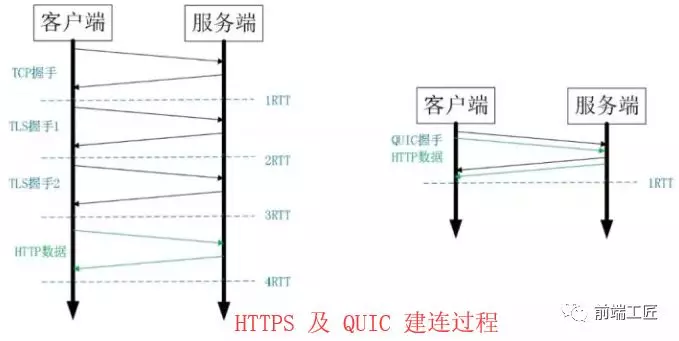 客户端
服务端
TCP握手
1RTT
TLS握手1
2RTT
TLS握手2
3RTT
HTTP数据
4RTT
客户端
服务端
QUIC握手
HTTP数据
1RTT
HTTPS 及 QUIC 建连过程
前端工匠